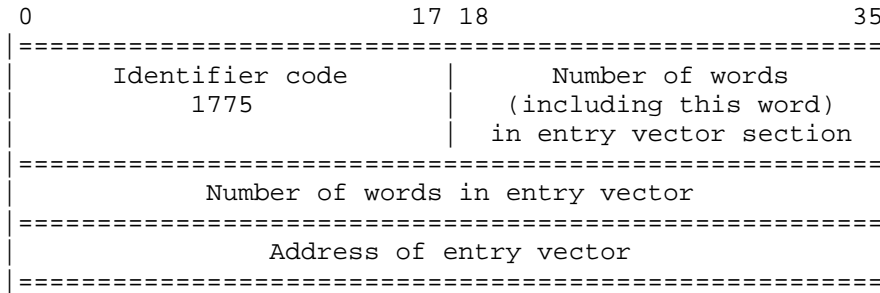 0 17 18 35
|=======================================================
| Identifier code | Number of words
| 1775 | (including this word)
| | in entry vector section
|=======================================================
| Number of words in entry vector
|=======================================================
| Address of entry vector
|=======================================================